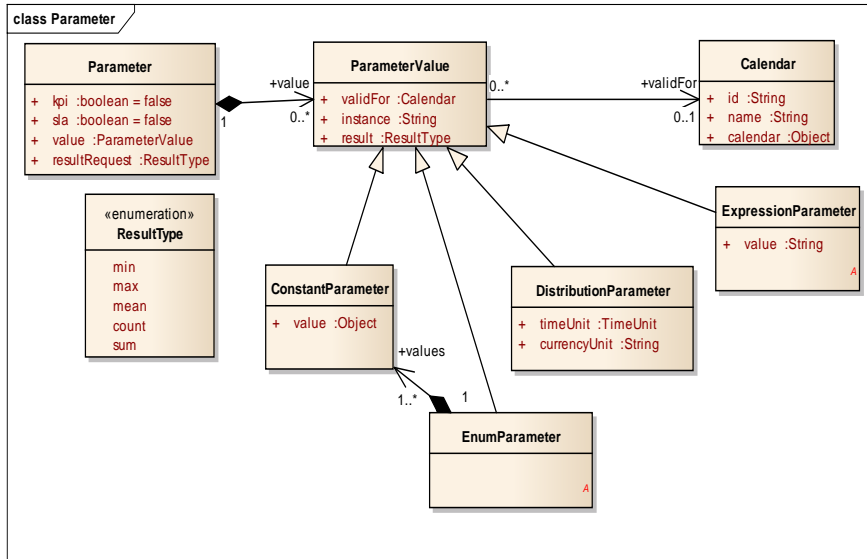 class Parameter
Parameter
+ kpi :boolean = false
+ sla :boolean = false
+ value :ParameterValue
+ resultRequest :ResultType
1
+value
0..*
ParameterValue
+ validFor :Calendar
+ instance :String
+ result :ResultType
0..*
+validFor
0..1
Calendar
+ id :String
+ name :String
+ calendar :Object
«enumeration»
ResultType
min
max
mean
count
sum
ExpressionParameter
+ value :String
A
ConstantParameter
+ value :Object
DistributionParameter
+ timeUnit :TimeUnit
+ currencyUnit :String
+values
1..*
1
EnumParameter
A